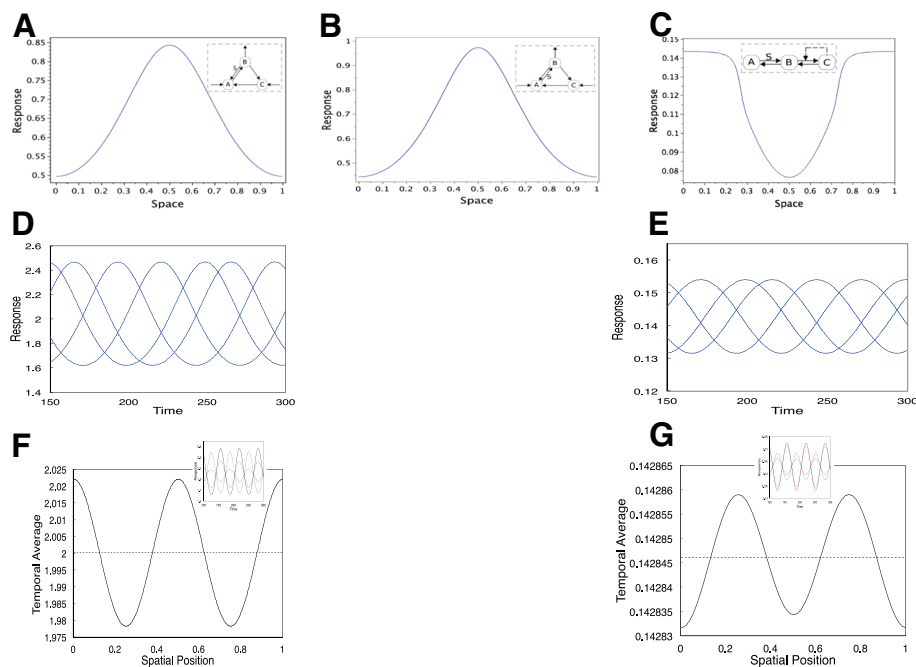 A
B
C
0.85
0.8
0.75
0.7
0.65
0.6
0.55
0.5
Response
0 0.1 0.2 0.3 0.4 0.5 0.6 0.7 0.8 0.9 1
Space
B
S
A
C
1
0.9
0.8
0.7
0.6
0.5
Response
0 0.1 0.2 0.3 0.4 0.5 0.6 0.7 0.8 0.9 1
Space
B
S
A
C
0.15
0.14
0.13
0.12
0.11
0.1
0.09
0.08
Response
0 0.1 0.2 0.3 0.4 0.5 0.6 0.7 0.8 0.9 1
Space
A S B C
D
E
2.6
2.4
2.2
2
1.8
1.6
1.4
Response
150 200 250 300
Time
0.16
0.15
0.14
0.13
0.12
Response
150 200 250 300
Time
F
G
2.025
2.02
2,015
2,01
2,005
2
1,995
1,99
1,985
1,98
1,975
Temporal Average
0 0.2 0.4 0.6 0.8 1
Spatial Position
Time
0.142865
0.14286
0.142855
0.14285
0.142845
0.14284
0.142835
0.14283
Temporal Average
0 0.2 0.4 0.6 0.8 1
Spatial Position
Time